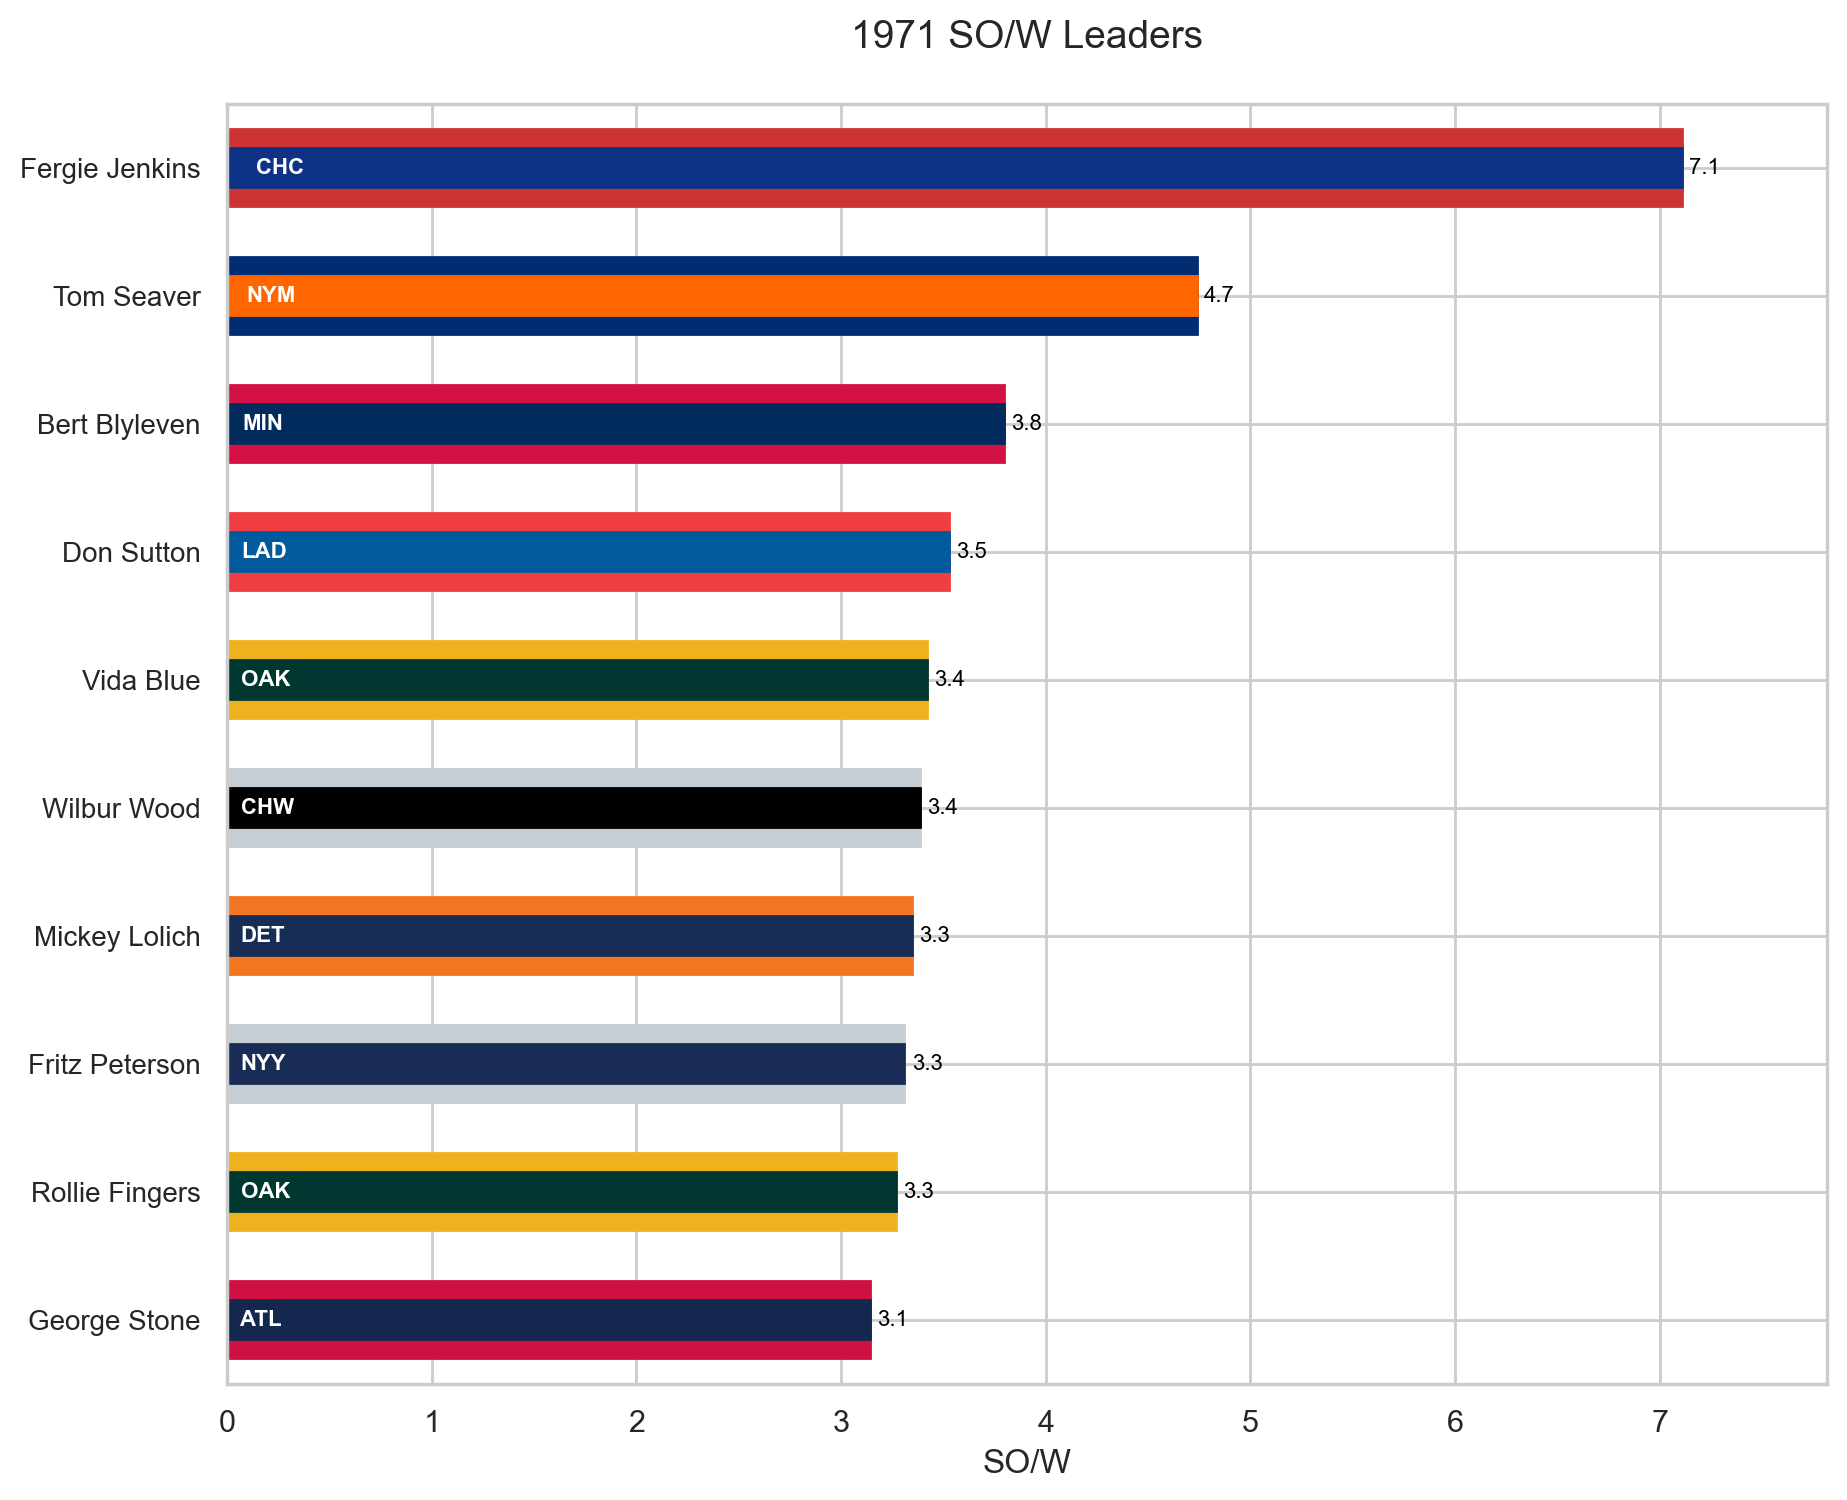 1971 SO/W Leaders
Fergie Jenkins CHC 7.1
Tom Seaver NYM 4.7
Bert Blyleven MIN 3.8
Don Sutton LAD 3.5
Vida Blue OAK 3.4
Wilbur Wood CHW 3.4
Mickey Lolich DET 3.3
Fritz Peterson NYY 3.3
Rollie Fingers OAK 3.3
George Stone ATL 3.1
0 1 2 3 4 5 6 7
SO/W